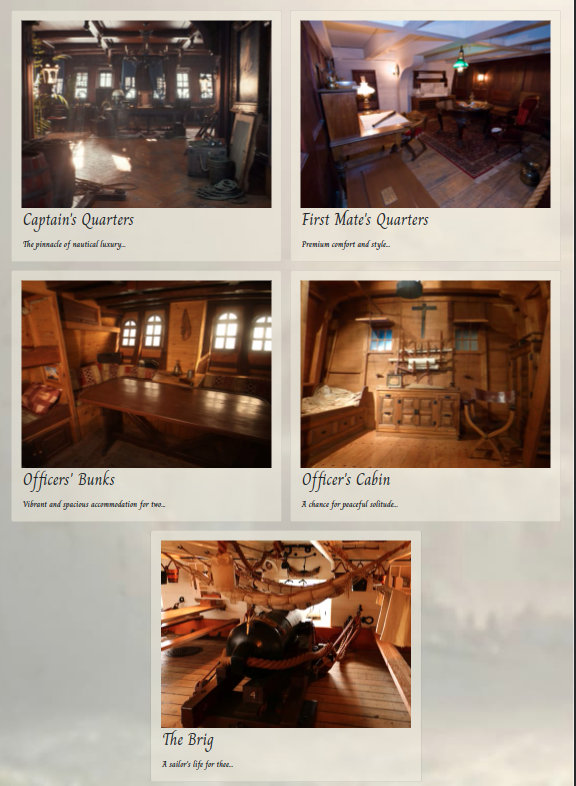 Captain's Quarters
The pinnacle of nautical luxury...
First Mate's Quarters
Premium comfort and style...
Officers' Bunks
Vibrant and spacious accommodation for two...
Officer's Cabin
A chance for peaceful solitude...
The Brig
A sailor's life for thee...